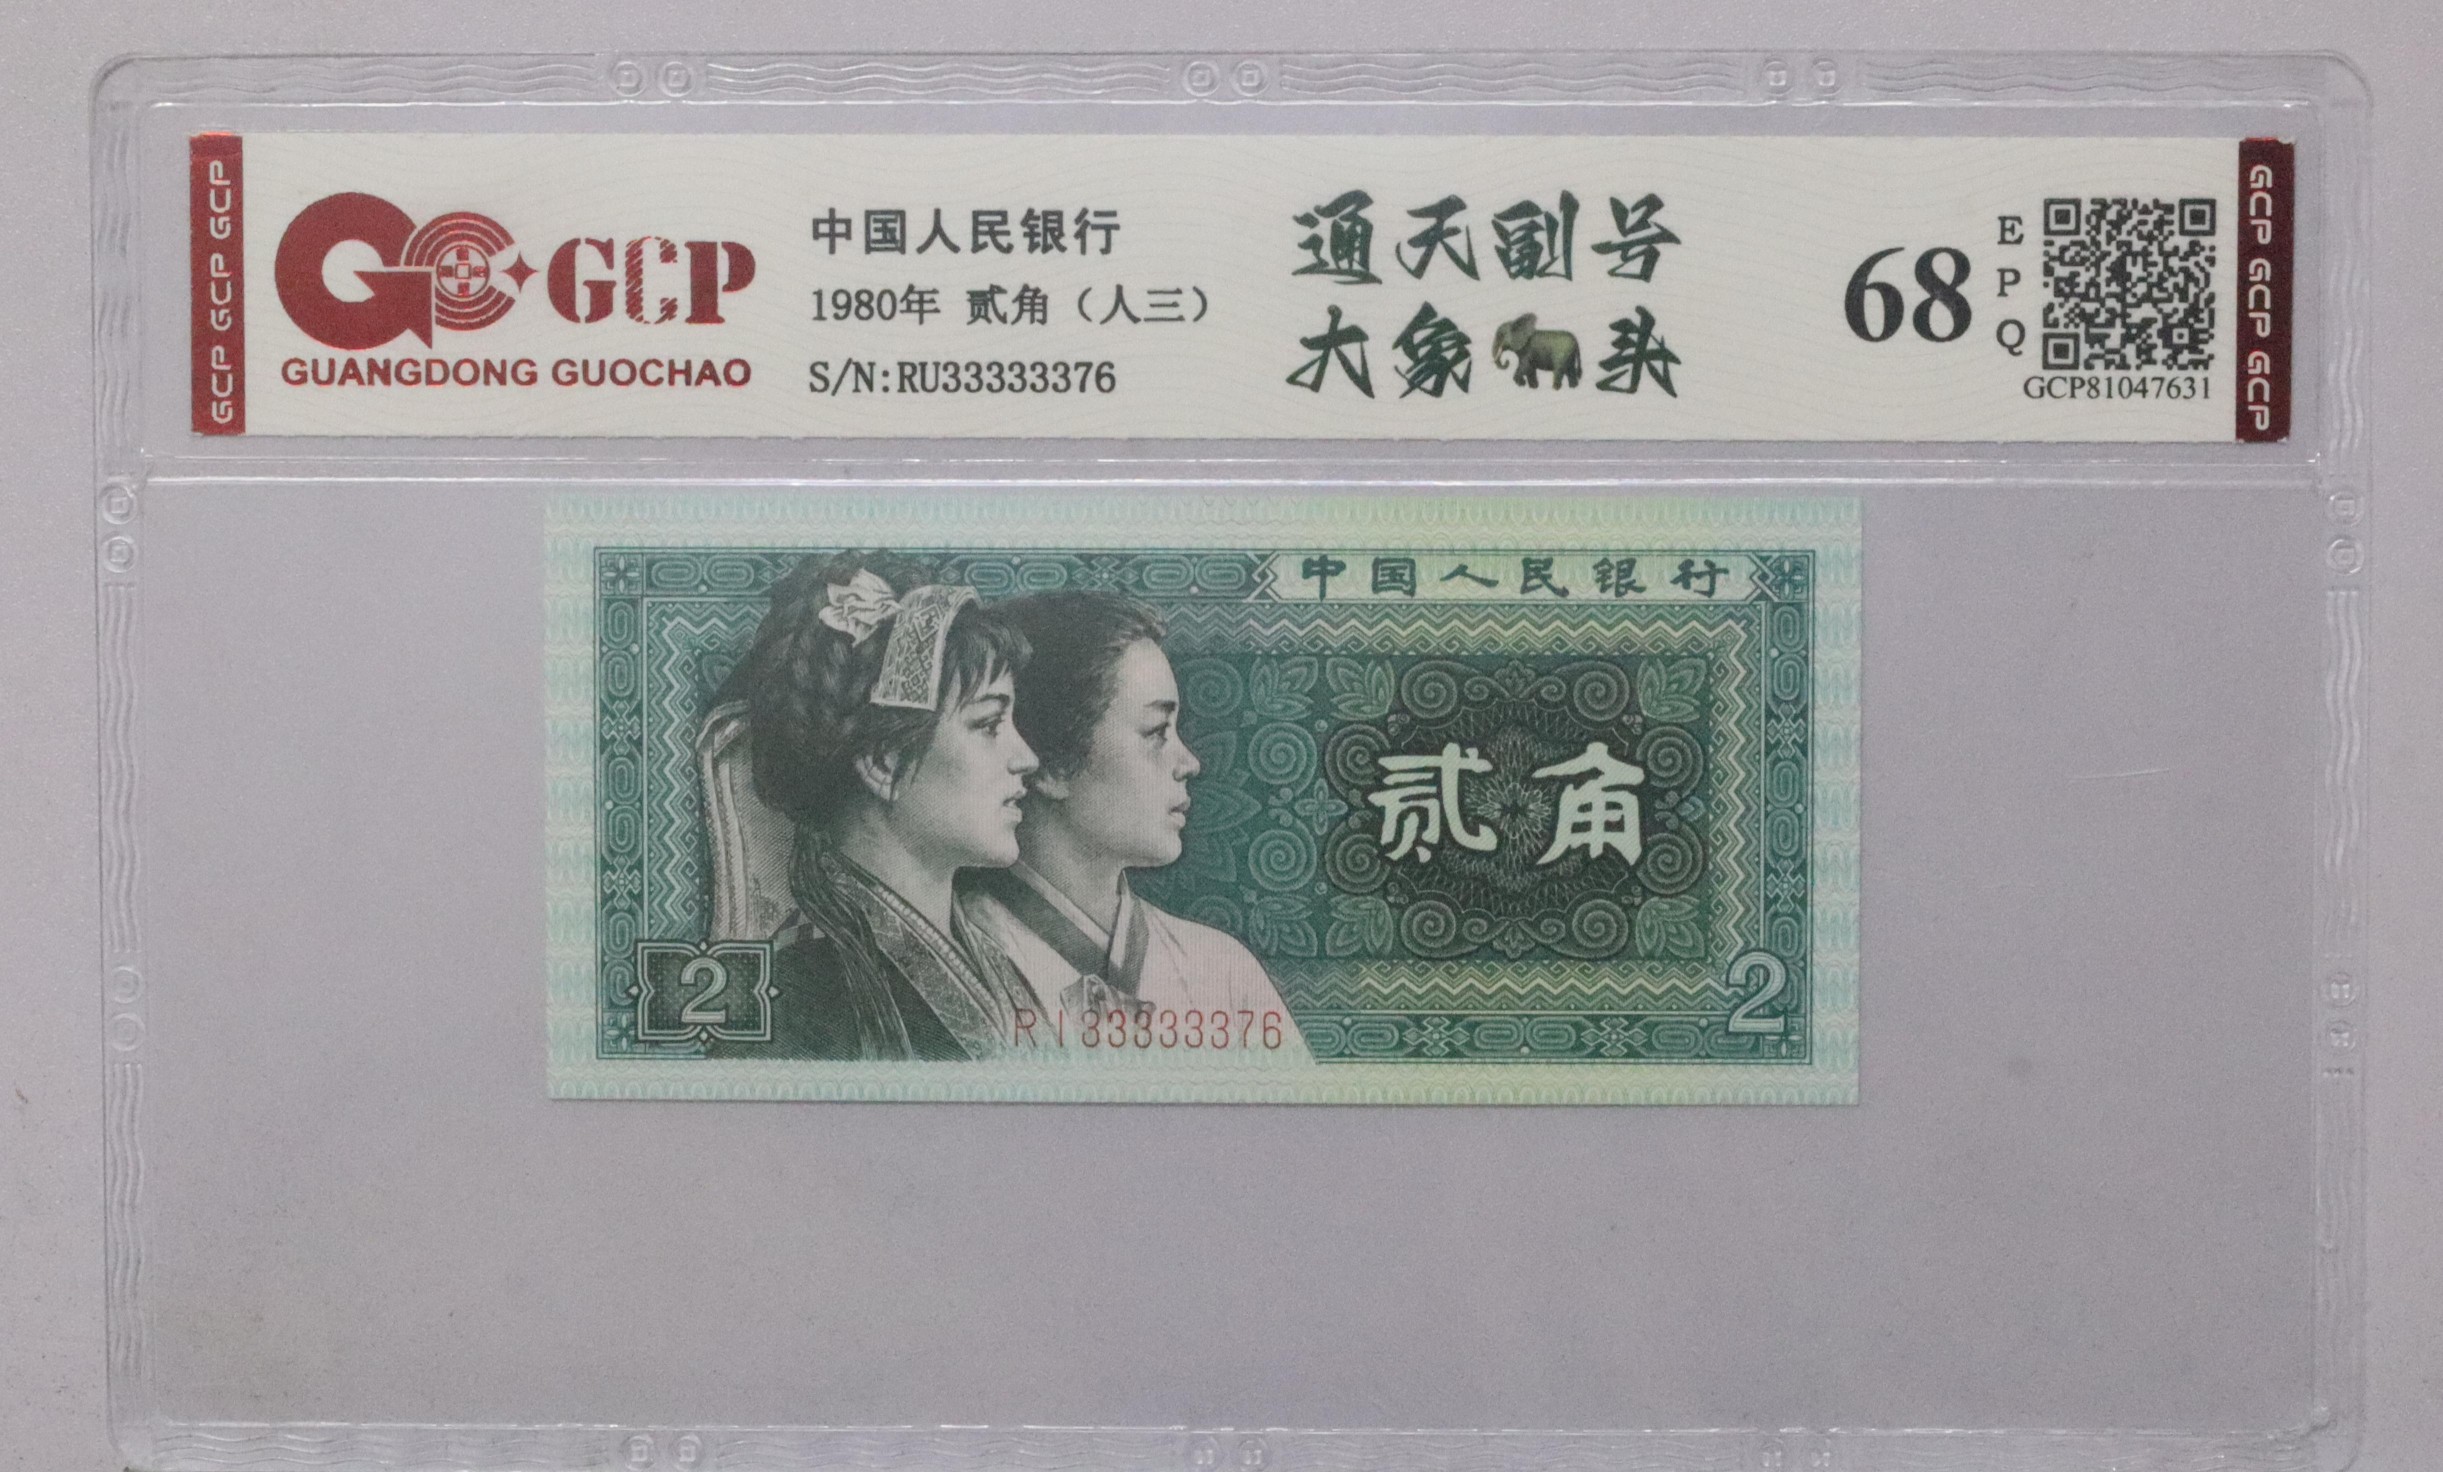 GCP GCP GCP
GCP
GUANGDONG GUOCHAO
中国人民银行
1980年 贰角（人三）
S/N:RU33333376
通天副号
大象头
68
EPQ
GCP81047631
GCP GCP GCP
中国人民银行
贰角
2
2
RI33333376